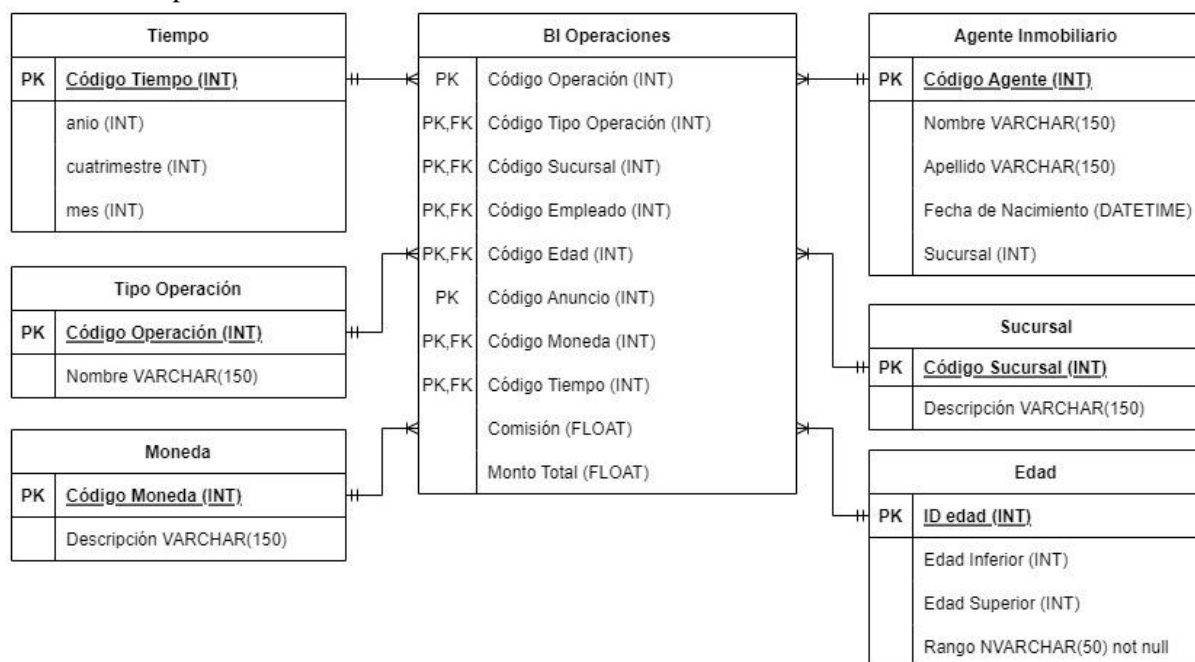 Tiempo
PK Código Tiempo (INT)
anio (INT)
cuatrimestre (INT)
mes (INT)
Tipo Operación
PK Código Operación (INT)
Nombre VARCHAR(150)
Moneda
PK Código Moneda (INT)
Descripción VARCHAR(150)
BI Operaciones
PK Código Operación (INT)
PK,FK Código Tipo Operación (INT)
PK,FK Código Sucursal (INT)
PK,FK Código Empleado (INT)
PK,FK Código Edad (INT)
PK Código Anuncio (INT)
PK,FK Código Moneda (INT)
PK,FK Código Tiempo (INT)
Comisión (FLOAT)
Monto Total (FLOAT)
Agente Inmobiliario
PK Código Agente (INT)
Nombre VARCHAR(150)
Apellido VARCHAR(150)
Fecha de Nacimiento (DATETIME)
Sucursal (INT)
Sucursal
PK Código Sucursal (INT)
Descripción VARCHAR(150)
Edad
PK ID edad (INT)
Edad Inferior (INT)
Edad Superior (INT)
Rango NVARCHAR(50) not null